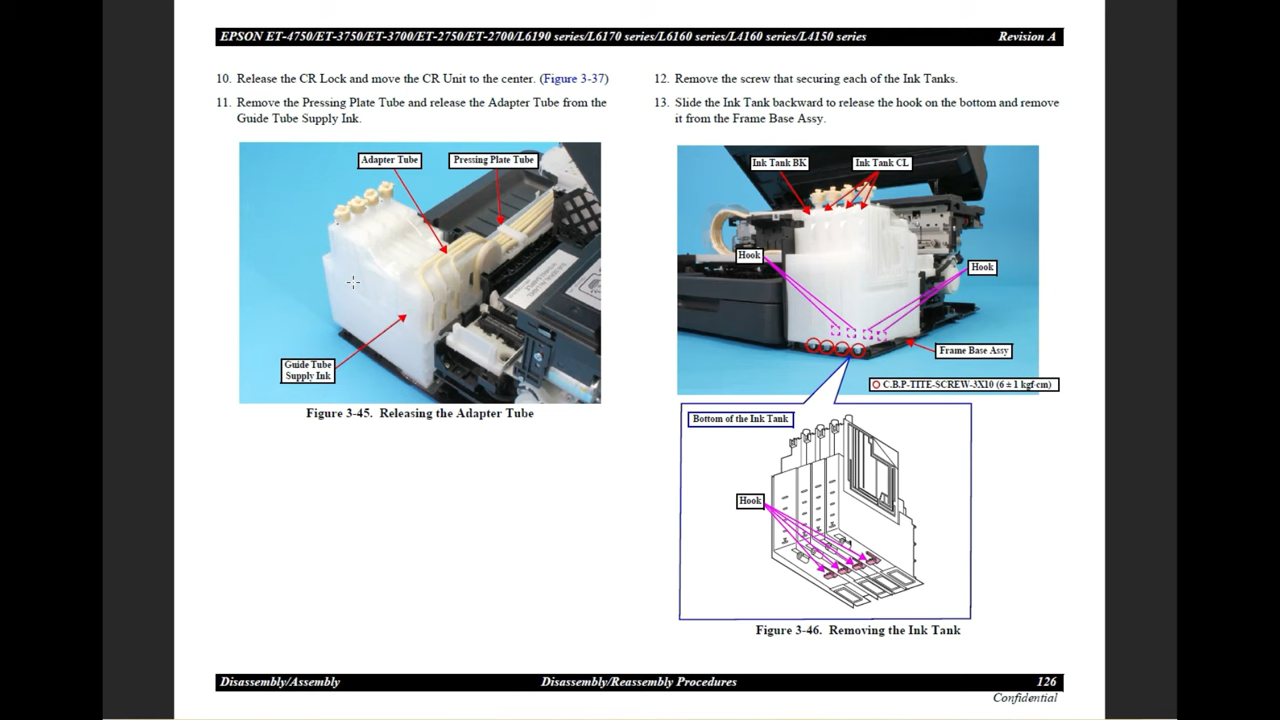 EPSON ET-4750/ET-3750/ET-3700/ET-2750/ET-2700/L6190 series/L6170 series/L6160 series/L4160 series/L4150 series
Revision A
10. Release the CR Lock and move the CR Unit to the center. (Figure 3-37)
11. Remove the Pressing Plate Tube and release the Adapter Tube from the
Guide Tube Supply Ink.
Adapter Tube
Pressing Plate Tube
Guide Tube
Supply Ink
Figure 3-45. Releasing the Adapter Tube
12. Remove the screw that securing each of the Ink Tanks.
13. Slide the Ink Tank backward to release the hook on the bottom and remove
it from the Frame Base Assy.
Ink Tank BK
Ink Tank CL
Hook
Hook
Frame Base Assy
C.B.P-TITE-SCREW-3X10 (6 ± 1 kgf·cm)
Bottom of the Ink Tank
Hook
Figure 3-46. Removing the Ink Tank
Disassembly/Assembly
Disassembly/Reassembly Procedures
126
Confidential